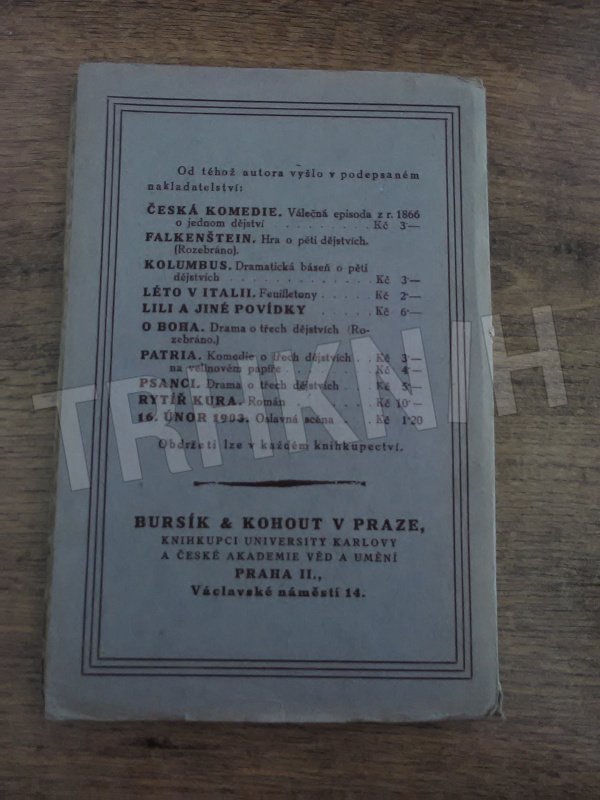 Od téhož autora vyšlo v podepsaném
nakladatelství:
ČESKÁ KOMEDIE. Válečná episoda z r. 1866
o jednom dějství . . . . . . . . Kč 3·—
FALKENŠTEIN. Hra o pěti dějstvích.
(Rozebráno).
KOLUMBUS. Dramatická báseň o pěti
dějstvích . . . . . . . . . . . . Kč 3·—
LÉTO V ITALII. Feuilletony . . . . . Kč 2·—
LILI A JINÉ POVÍDKY . . . . . . Kč 6·—
O BOHA. Drama o třech dějstvích (Ro-
zebráno.)
PATRIA. Komedie o třech dějstvích . . Kč 3·—
na velinovém papíře . . . . . . . Kč 4·—
PSANCI. Drama o třech dějstvích . . . Kč 5·—
RYTÍŘ KURA. Román . . . . . . . Kč 10·—
16. ÚNOR 1903. Oslavná scéna . . . Kč 1·20
Obdržeti lze v každém knihkupectví.
BURSÍK & KOHOUT V PRAZE,
KNIHKUPCI UNIVERSITY KARLOVY
A ČESKÉ AKADEMIE VĚD A UMĚNÍ
PRAHA II.,
Václavské náměstí 14.
TRHKNIH